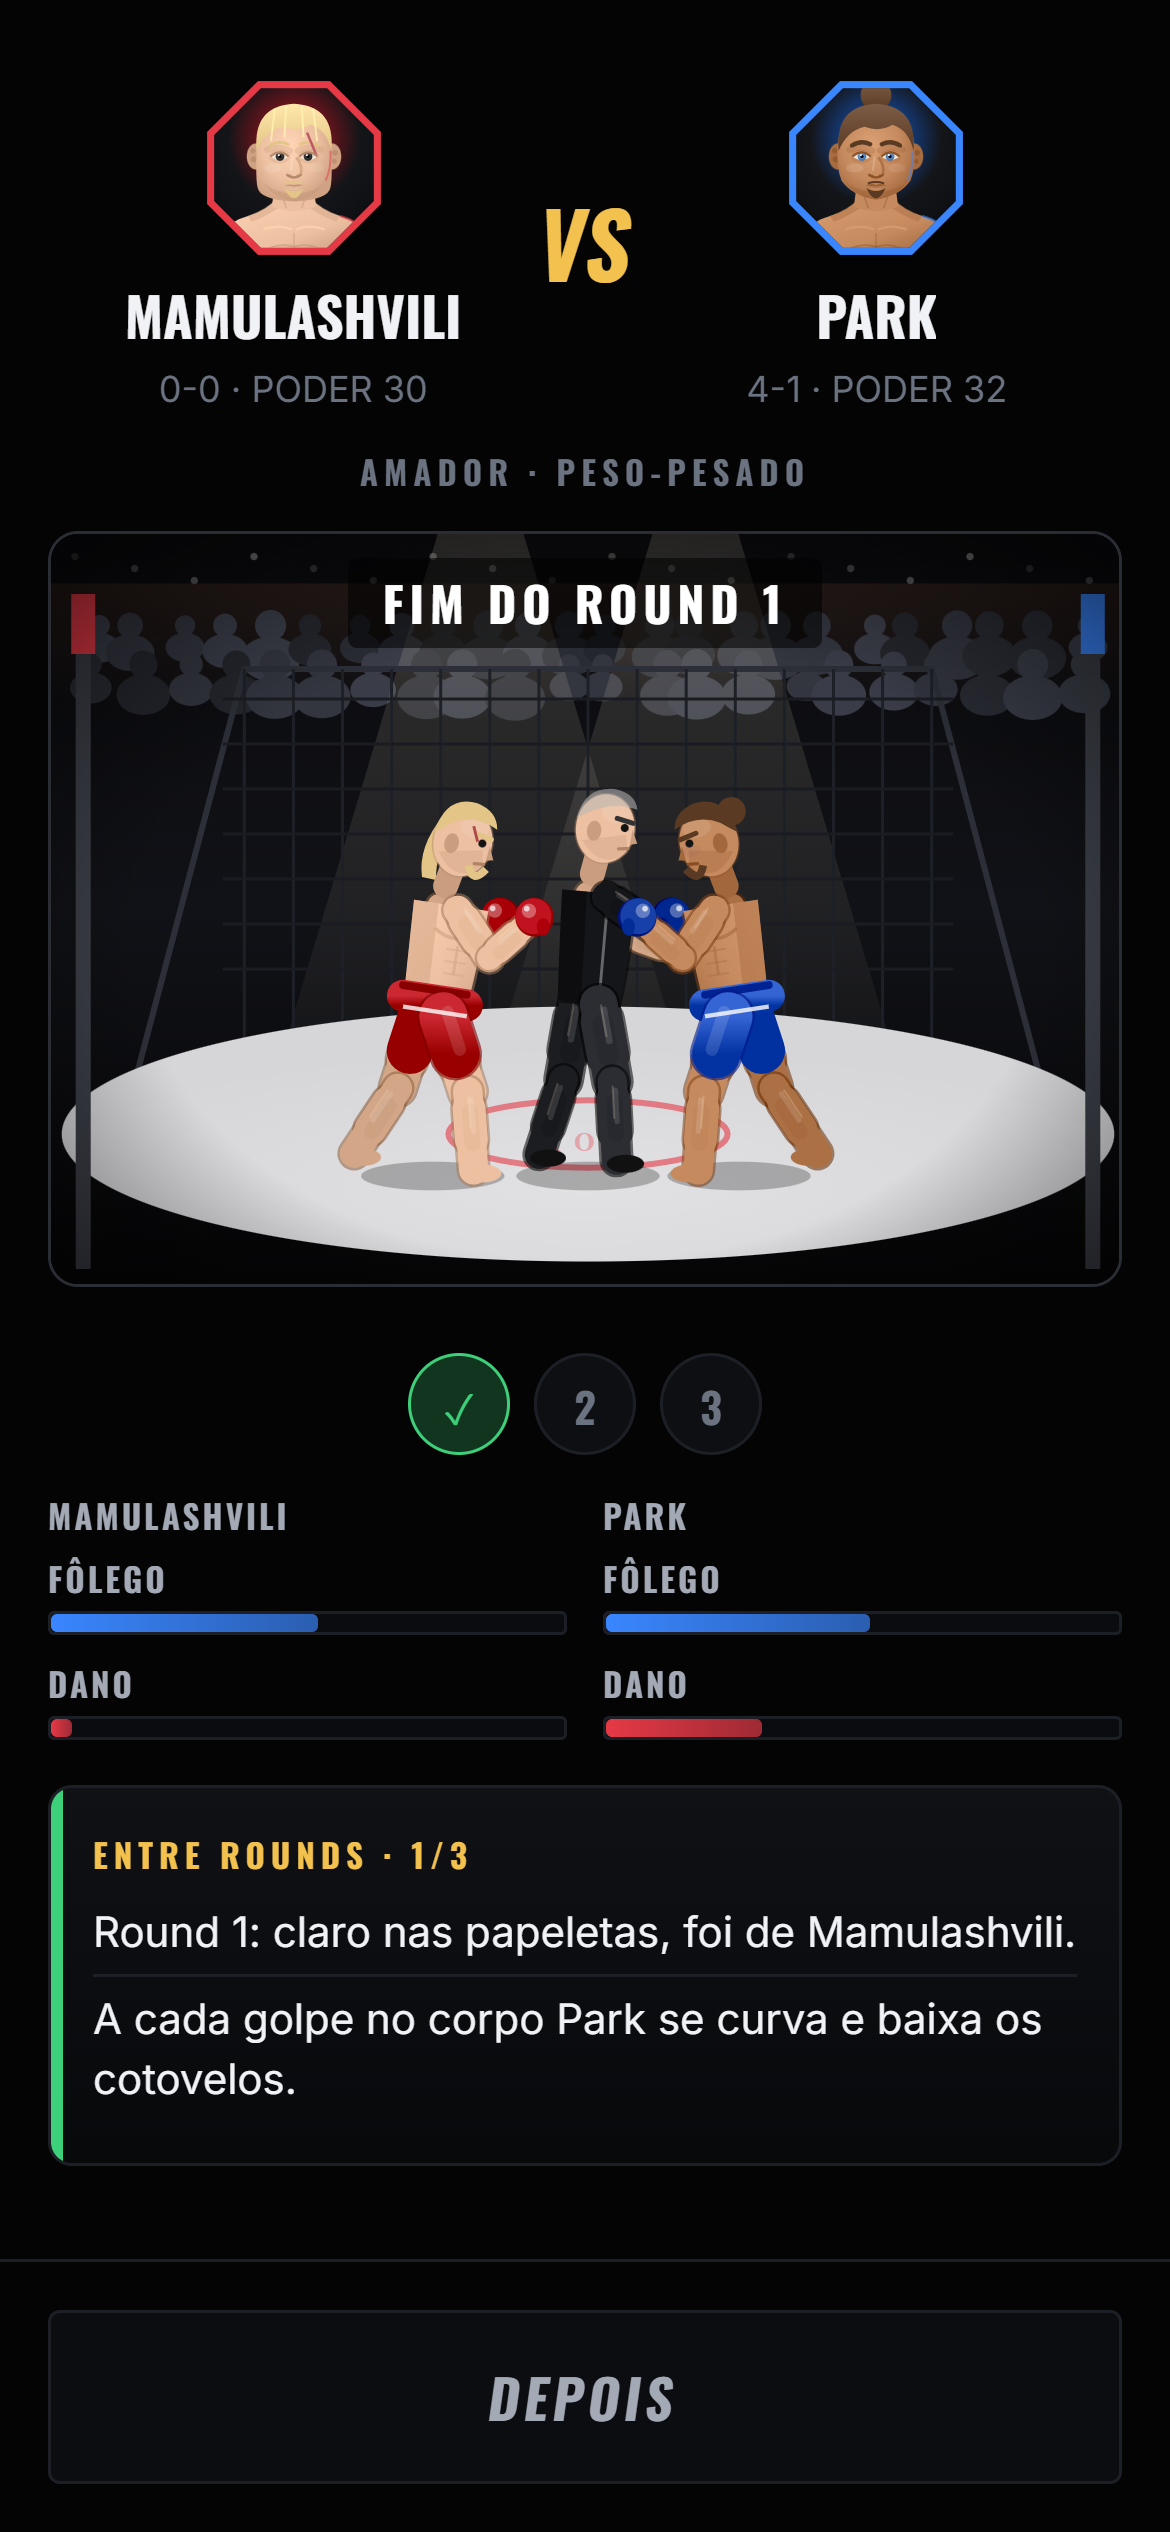 VS
MAMULASHVILI
PARK
0-0 · PODER 30
4-1 · PODER 32
AMADOR · PESO-PESADO
FIM DO ROUND 1
O
✓
2
3
MAMULASHVILI
FÔLEGO
DANO
PARK
FÔLEGO
DANO
ENTRE ROUNDS · 1/3
Round 1: claro nas papeletas, foi de Mamulashvili.
A cada golpe no corpo Park se curva e baixa os
cotovelos.
DEPOIS